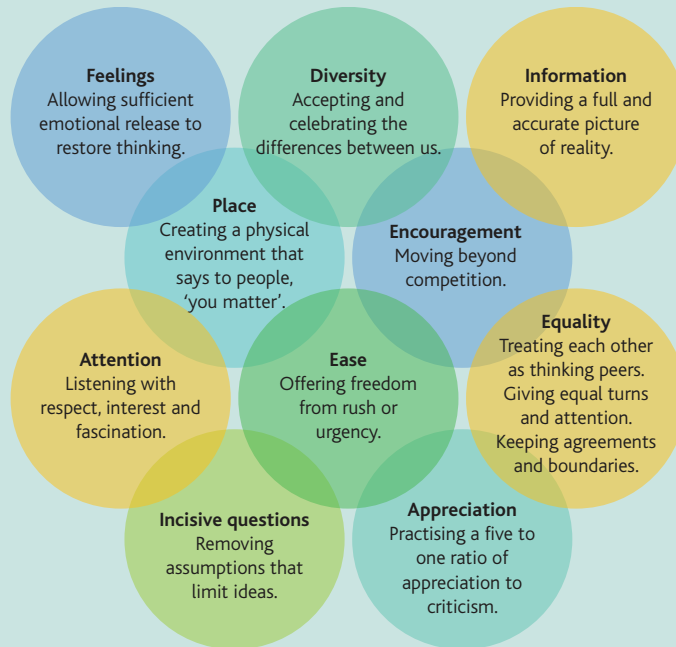 Feelings
Allowing sufficient
emotional release to
restore thinking.
Diversity
Accepting and
celebrating the
differences between us.
Information
Providing a full and
accurate picture
of reality.
Place
Creating a physical
environment that
says to people,
‘you matter’.
Encouragement
Moving beyond
competition.
Attention
Listening with
respect, interest and
fascination.
Ease
Offering freedom
from rush or
urgency.
Equality
Treating each other
as thinking peers.
Giving equal turns
and attention.
Keeping agreements
and boundaries.
Incisive questions
Removing
assumptions that
limit ideas.
Appreciation
Practising a five to
one ratio of
appreciation to
criticism.